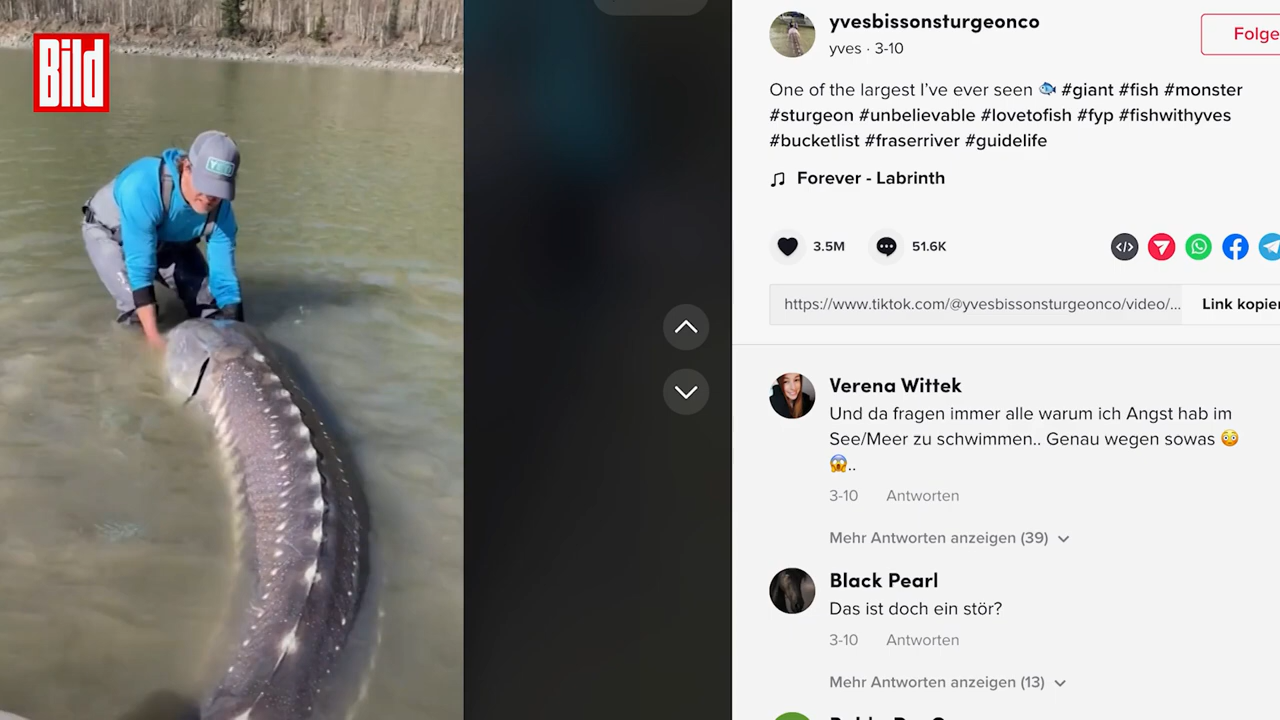 Bild
YETI
yvesbissonsturgeonco
yves · 3-10
Folge
One of the largest I've ever seen 🐟 #giant #fish #monster
#sturgeon #unbelievable #lovetofish #fyp #fishwithyves
#bucketlist #fraserriver #guidelife
♫ Forever - Labrinth
3.5M
51.6K
https://www.tiktok.com/@yvesbissonsturgeonco/video/...
Link kopier
Verena Wittek
Und da fragen immer alle warum ich Angst hab im
See/Meer zu schwimmen.. Genau wegen sowas 😳
😱..
3-10 Antworten
Mehr Antworten anzeigen (39)
Black Pearl
Das ist doch ein stör?
3-10 Antworten
Mehr Antworten anzeigen (13)